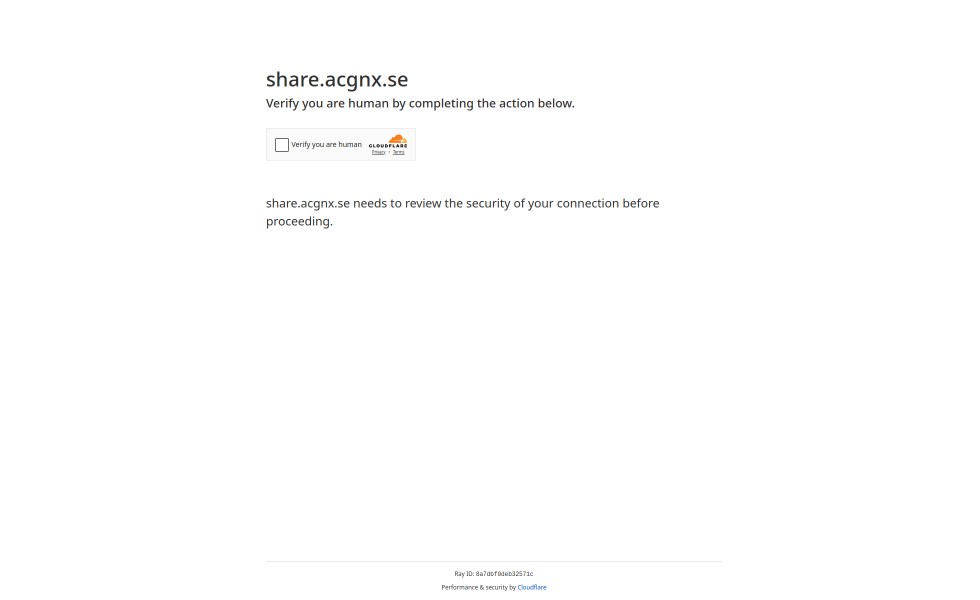 share.acgnx.se
Verify you are human by completing the action below.
Verify you are human
CLOUDFLARE
Privacy • Terms
share.acgnx.se needs to review the security of your connection before
proceeding.
Ray ID: 8a7dbf0deb32571c
Performance & security by Cloudflare